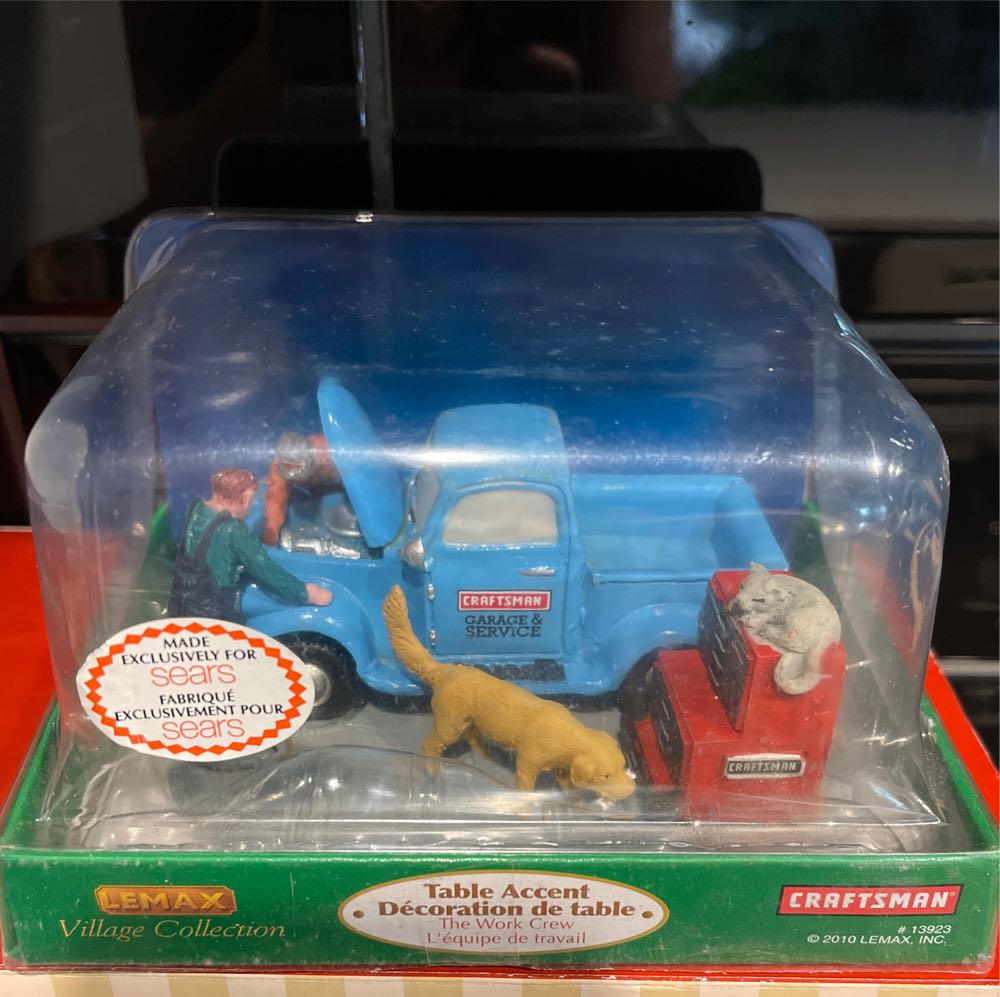 CRAFTSMAN
GARAGE &
SERVICE
MADE
EXCLUSIVELY FOR
sears
FABRIQUÉ
EXCLUSIVEMENT POUR
sears
CRAFTSMAN
LEMAX
Village Collection
Table Accent
Décoration de table
The Work Crew
L'équipe de travail
CRAFTSMAN
# 13923
© 2010 LEMAX, INC.